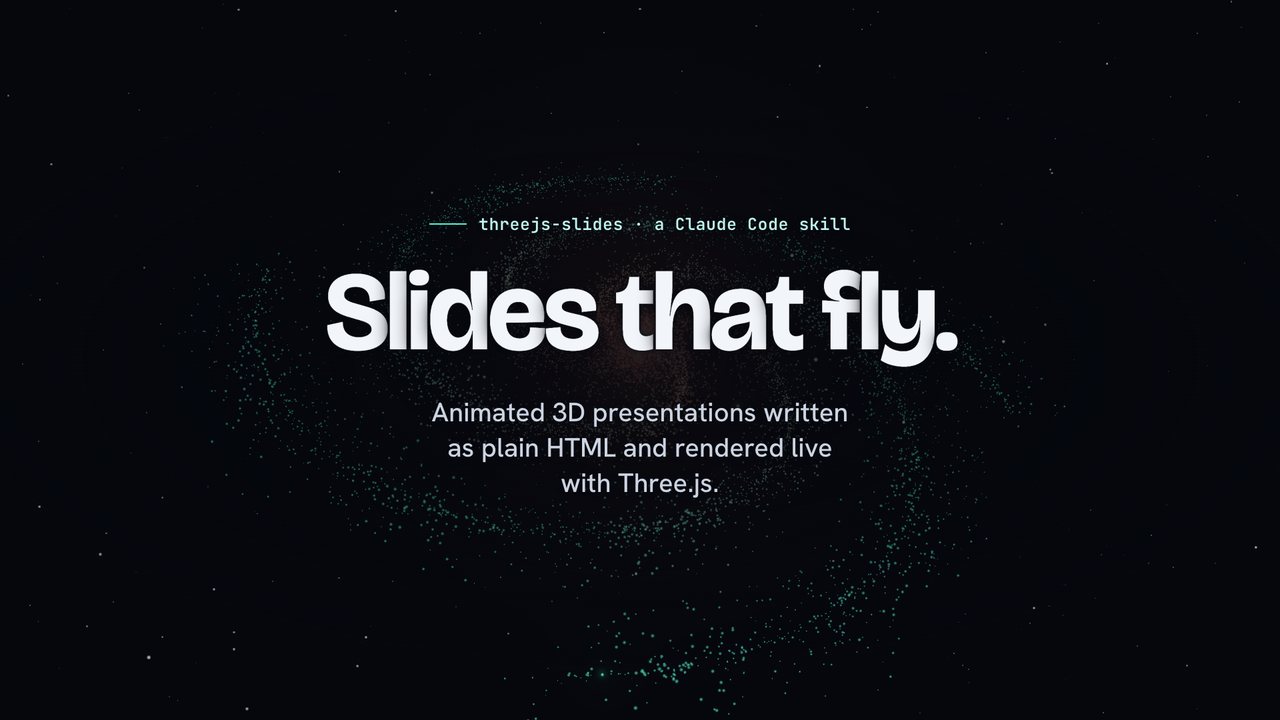 threejs-slides · a Claude Code skill
Slides that fly.
Animated 3D presentations written
as plain HTML and rendered live
with Three.js.